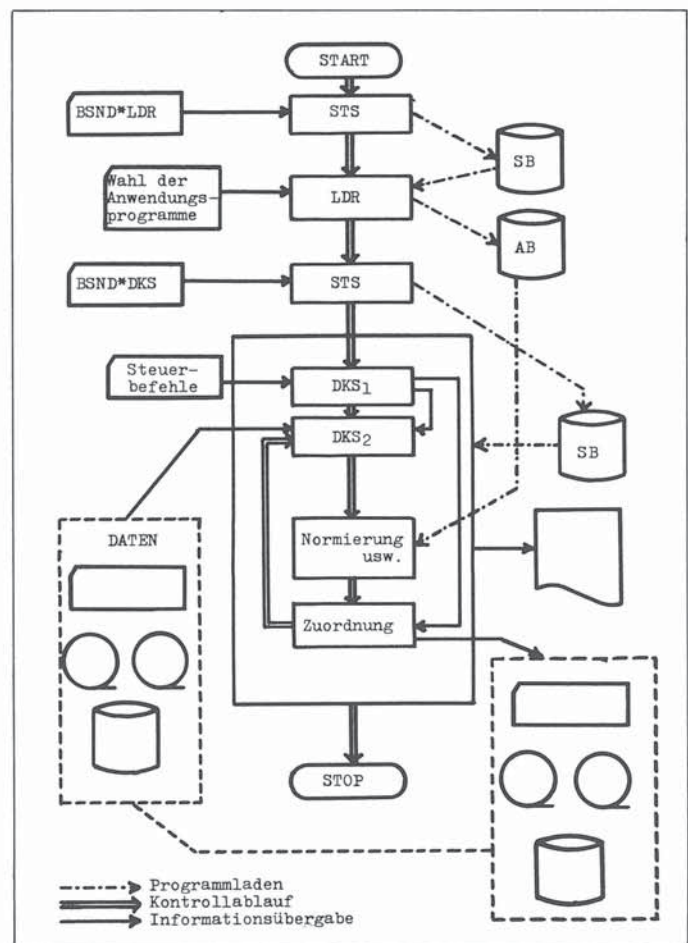 START
BSND*LDR
STS
SB
Wahl der
Anwendungs-
programme
LDR
AB
BSND*DKS
STS
Steuer-
befehle
DKS1
DKS2
SB
DATEN
Normierung
usw.
Zuordnung
STOP
Programmladen
Kontrollablauf
Informationsübergabe